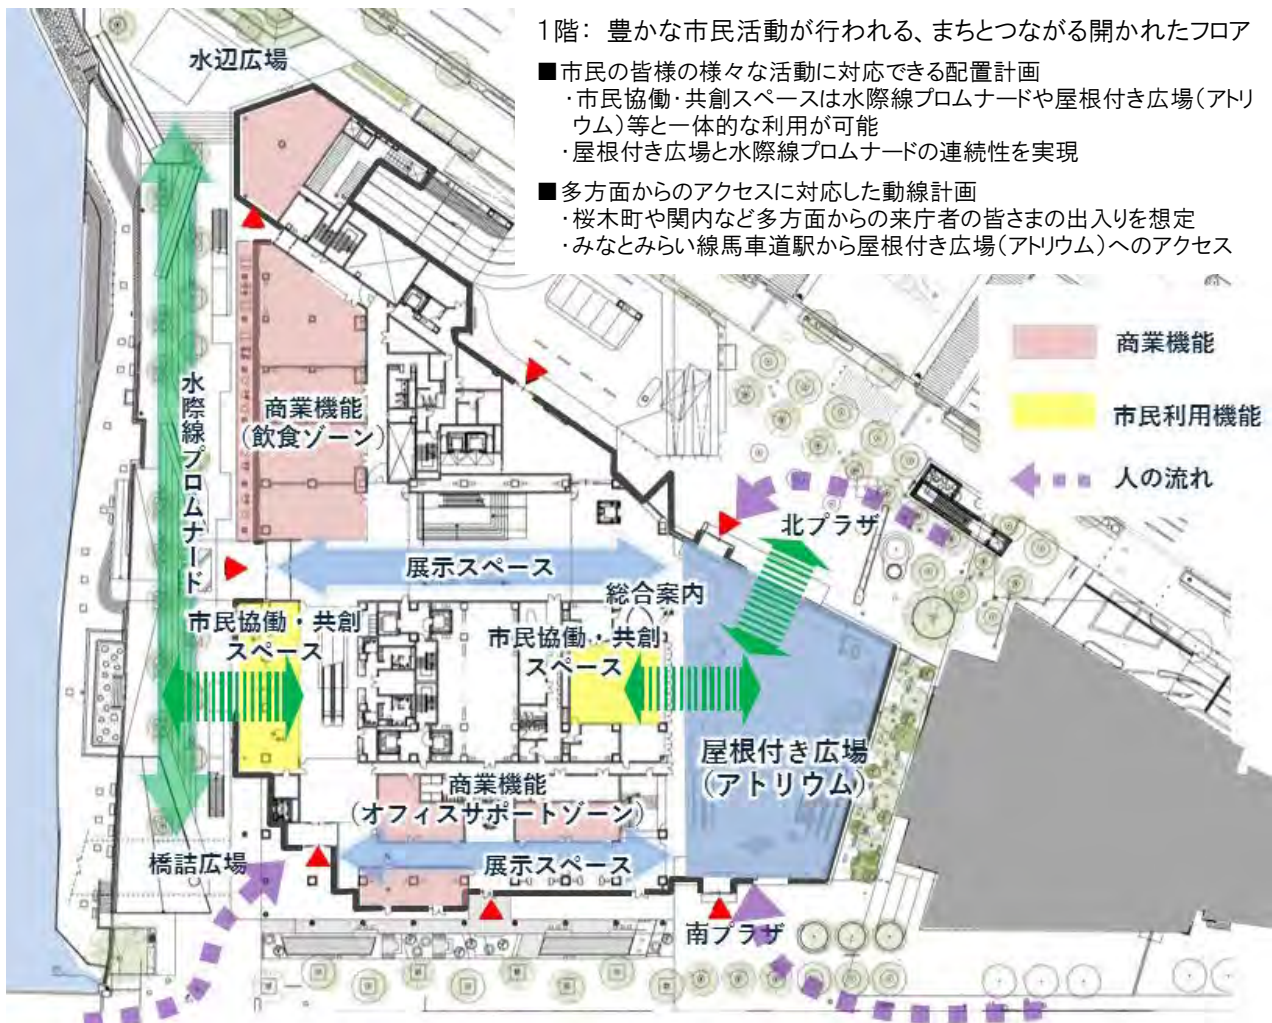 1階： 豊かな市民活動が行われる、まちとつながる開かれたフロア
■市民の皆様の様々な活動に対応できる配置計画
・市民協働・共創スペースは水際線プロムナードや屋根付き広場（アトリ
ウム）等と一体的な利用が可能
・屋根付き広場と水際線プロムナードの連続性を実現
■多方面からのアクセスに対応した動線計画
・桜木町や関内など多方面からの来庁者の皆さまの出入りを想定
・みなとみらい線馬車道駅から屋根付き広場（アトリウム）へのアクセス
水辺広場
商業機能
市民利用機能
人の流れ
水際線プロムナード
商業機能
（飲食ゾーン）
北プラザ
展示スペース
総合案内
市民協働・共創
スペース
市民協働・共創
スペース
屋根付き広場
（アトリウム）
商業機能
（オフィスサポートゾーン）
展示スペース
橋詰広場
南プラザ